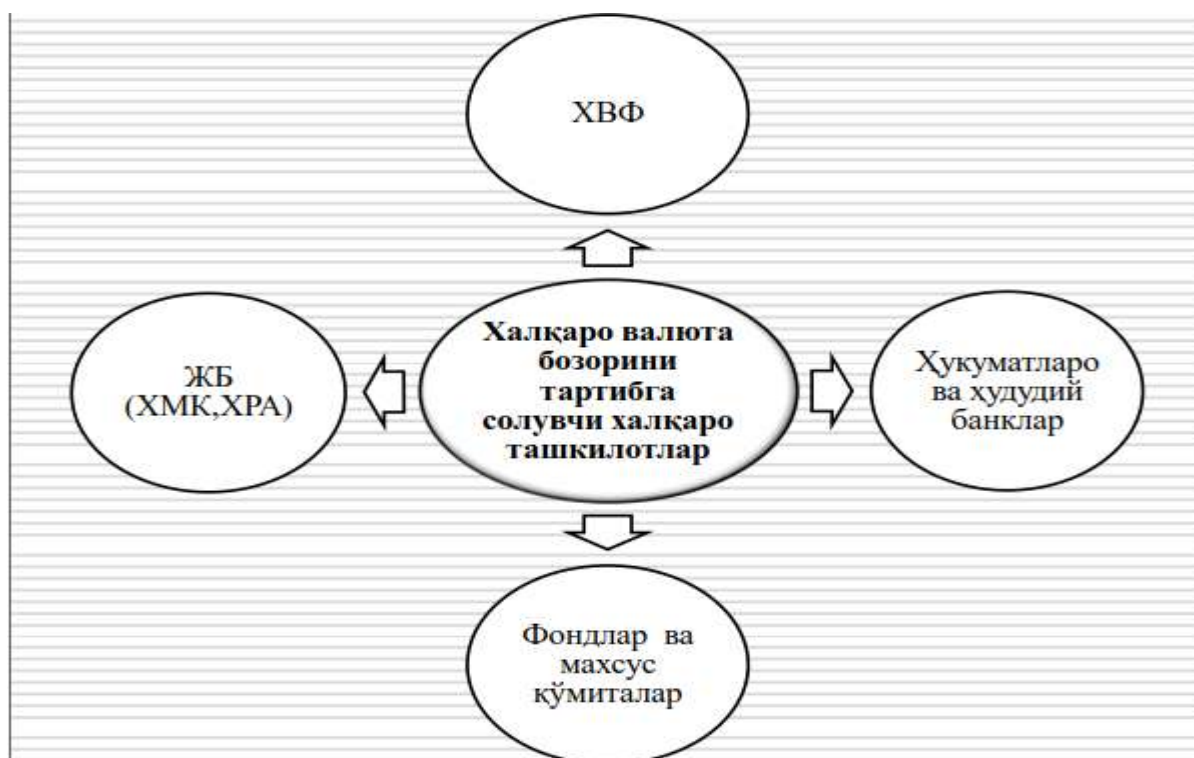 ХВФ
ЖБ
(ХМК,ХРА)
Халқаро валюта
бозорини
тартибга
солувчи халқаро
ташкилотлар
Ҳукуматларо
ва ҳудудий
банклар
Фондлар ва
махсус
қўмиталар